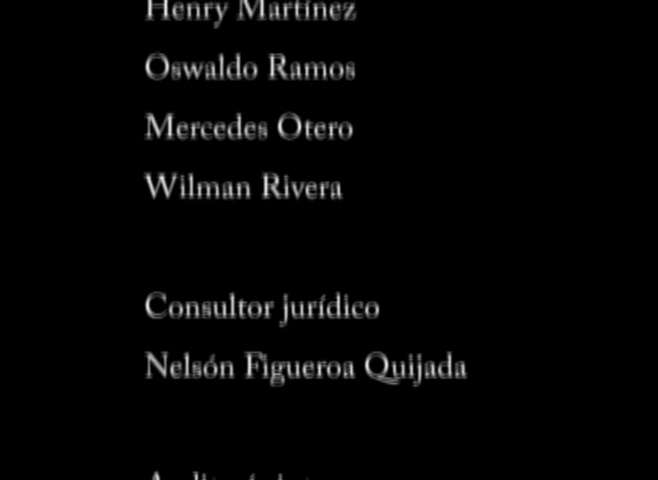 Henry Martínez
Oswaldo Ramos
Mercedes Otero
Wilman Rivera
Consultor jurídico
Nelsón Figueroa Quijada